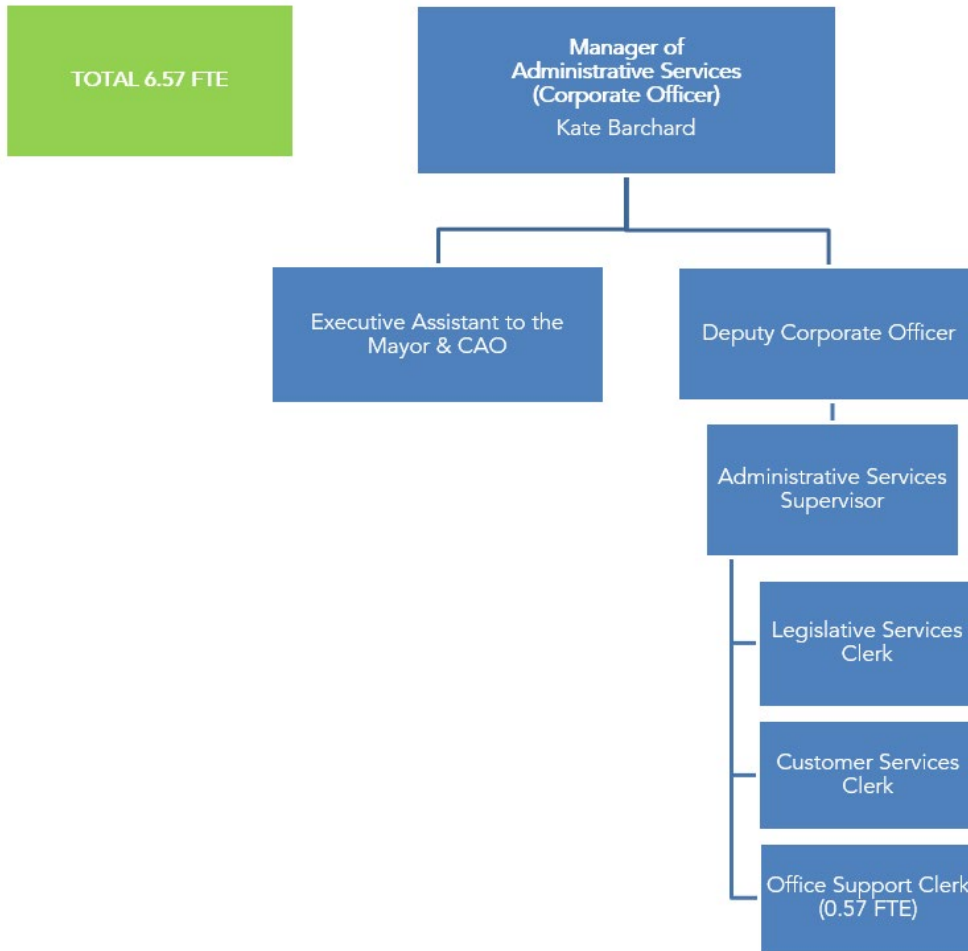 TOTAL 6.57 FTE
Manager of
Administrative Services
(Corporate Officer)
Kate Barchard
Executive Assistant to the
Mayor & CAO
Deputy Corporate Officer
Administrative Services
Supervisor
Legislative Services
Clerk
Customer Services
Clerk
Office Support Clerk
(0.57 FTE)